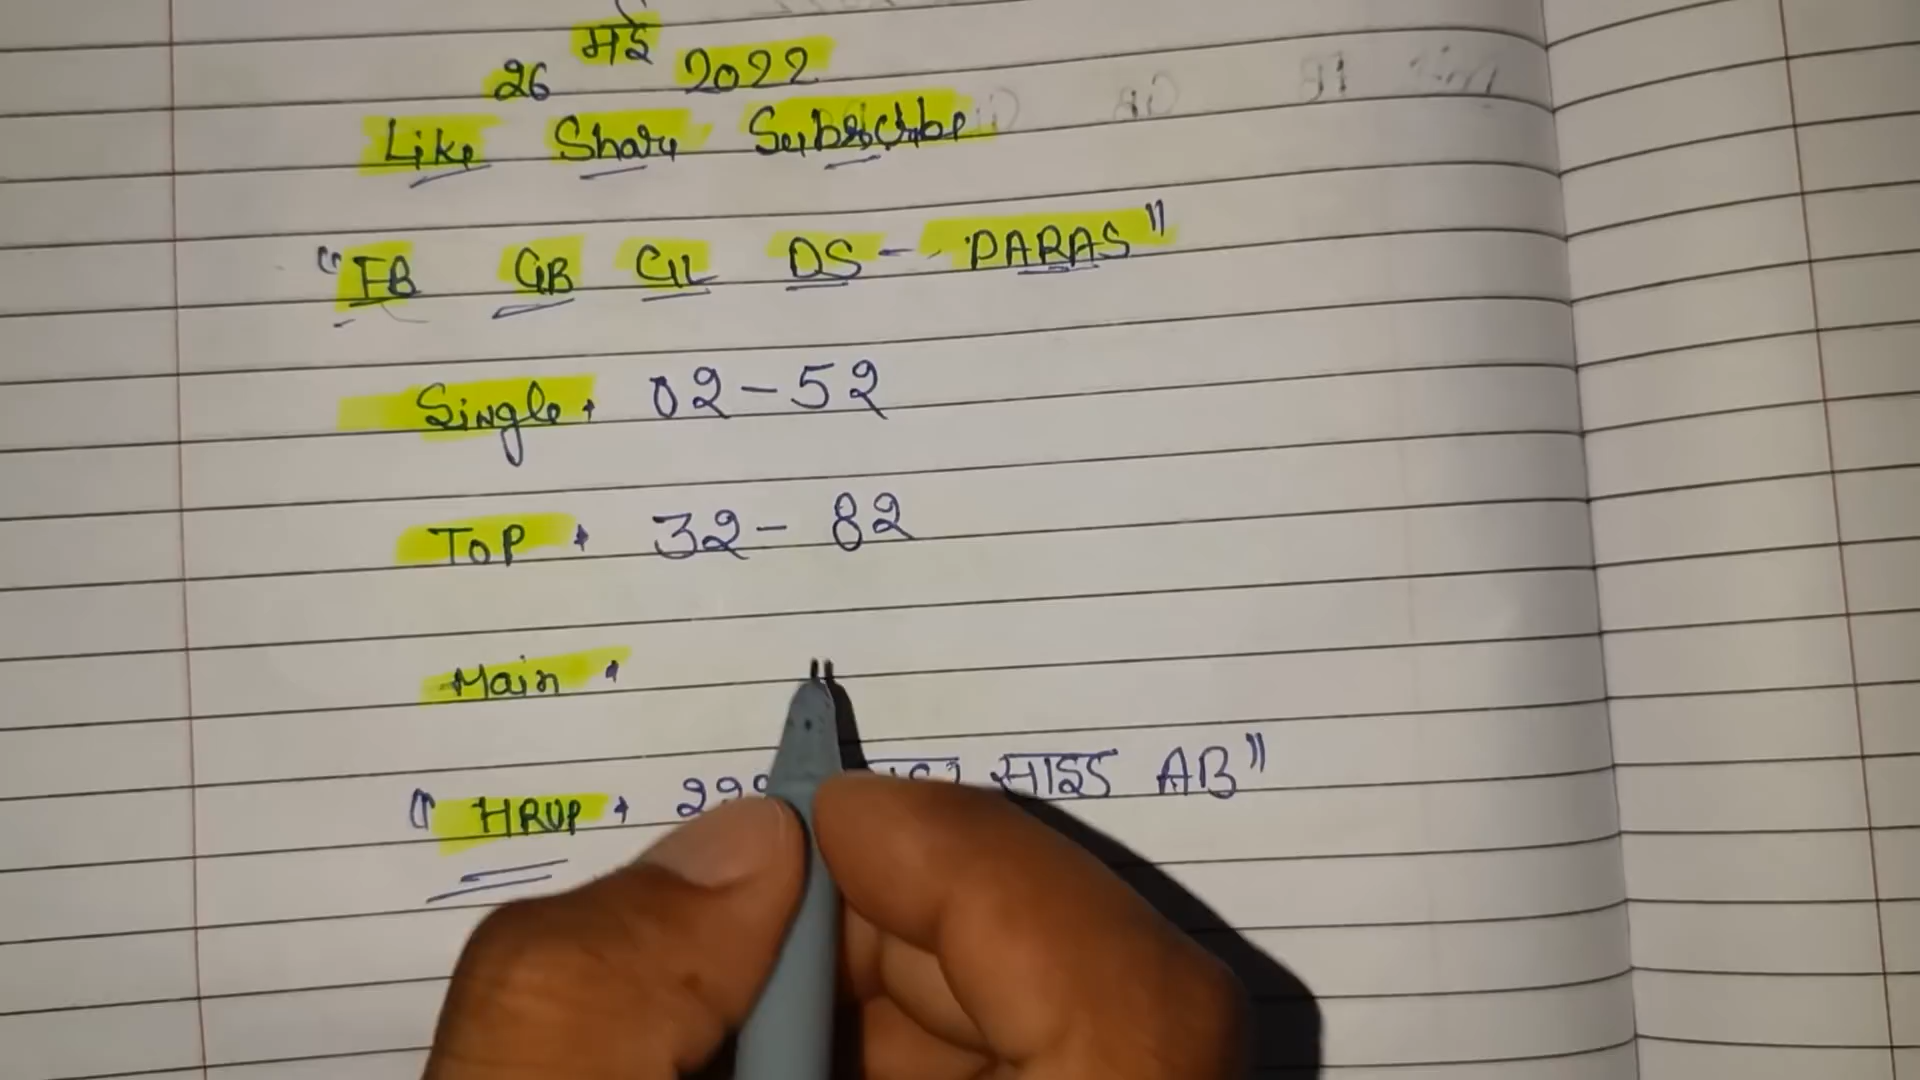 26 मई 2022
Like Share Subscribe
"FB GB GL DS - PARAS"
Single. 02-52
TOP. 32-82
Main.
"HRUP. साइड AB"